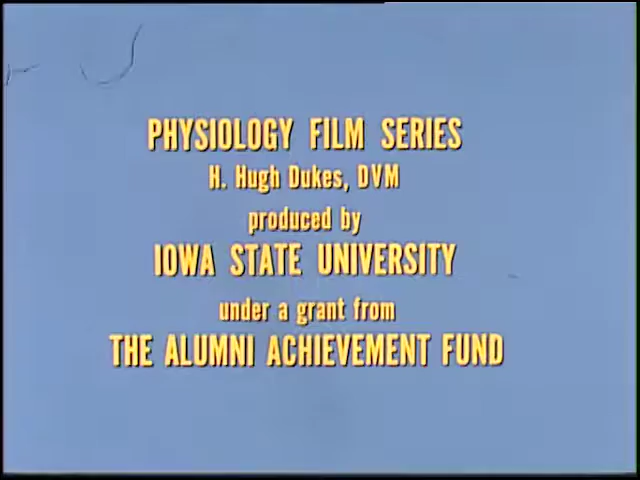 PHYSIOLOGY FILM SERIES
H. Hugh Dukes, DVM
produced by
IOWA STATE UNIVERSITY
under a grant from
THE ALUMNI ACHIEVEMENT FUND